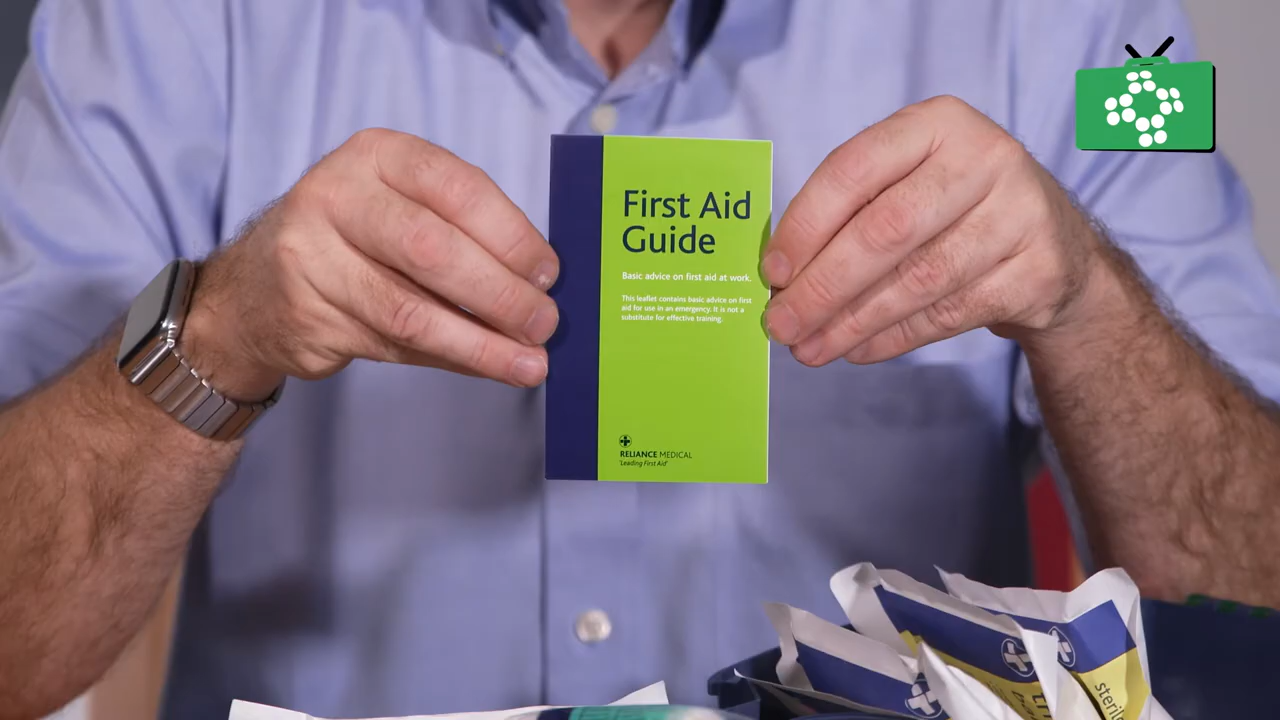 First Aid
Guide
Basic advice on first aid at work.
This leaflet contains basic advice on first
aid for use in an emergency. It is not a
substitute for effective training.
RELIANCE MEDICAL
'Leading First Aid'